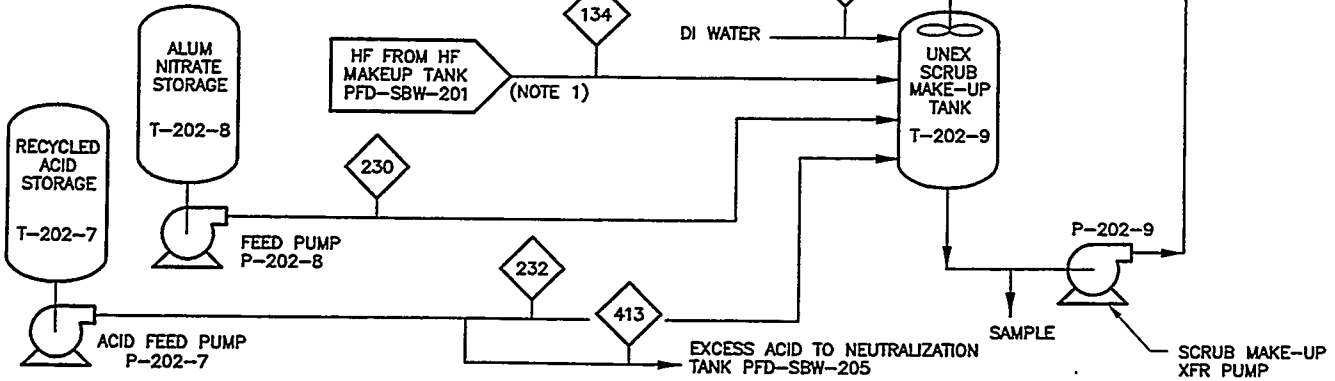 134
DI WATER
ALUM
NITRATE
STORAGE
T-202-8
HF FROM HF
MAKEUP TANK
PFD-SBW-201
(NOTE 1)
UNEX
SCRUB
MAKE-UP
TANK
T-202-9
RECYCLED
ACID
STORAGE
T-202-7
230
FEED PUMP
P-202-8
P-202-9
232
413
SAMPLE
ACID FEED PUMP
P-202-7
EXCESS ACID TO NEUTRALIZATION
TANK PFD-SBW-205
SCRUB MAKE-UP
XFR PUMP